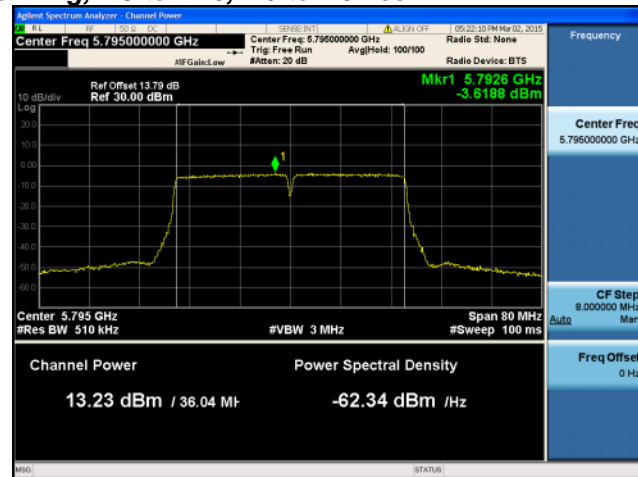 Agilent Spectrum Analyzer - Channel Power
RL RF 50 Ω DC SENSE:INT ALIGN OFF 05:22:10 PM Mar 02, 2015
Center Freq 5.795000000 GHz Center Freq: 5.795000000 GHz Radio Std: None
Trig: Free Run Avg|Hold: 100/100
#IFGain:Low #Atten: 20 dB Radio Device: BTS
Ref Offset 13.79 dB Mkr1 5.7926 GHz
10 dB/div Ref 30.00 dBm -3.6188 dBm
Log
20.0
10.0
0.00
-10.0
-20.0
-30.0
-40.0
-50.0
-60.0
1
Center 5.795 GHz Span 80 MHz
#Res BW 510 kHz #VBW 3 MHz #Sweep 100 ms
Channel Power Power Spectral Density
13.23 dBm / 36.04 MH -62.34 dBm /Hz
MSG STATUS
Frequency
Center Freq
5.795000000 GHz
CF Step
8.000000 MHz
Auto Man
Freq Offset
0 Hz